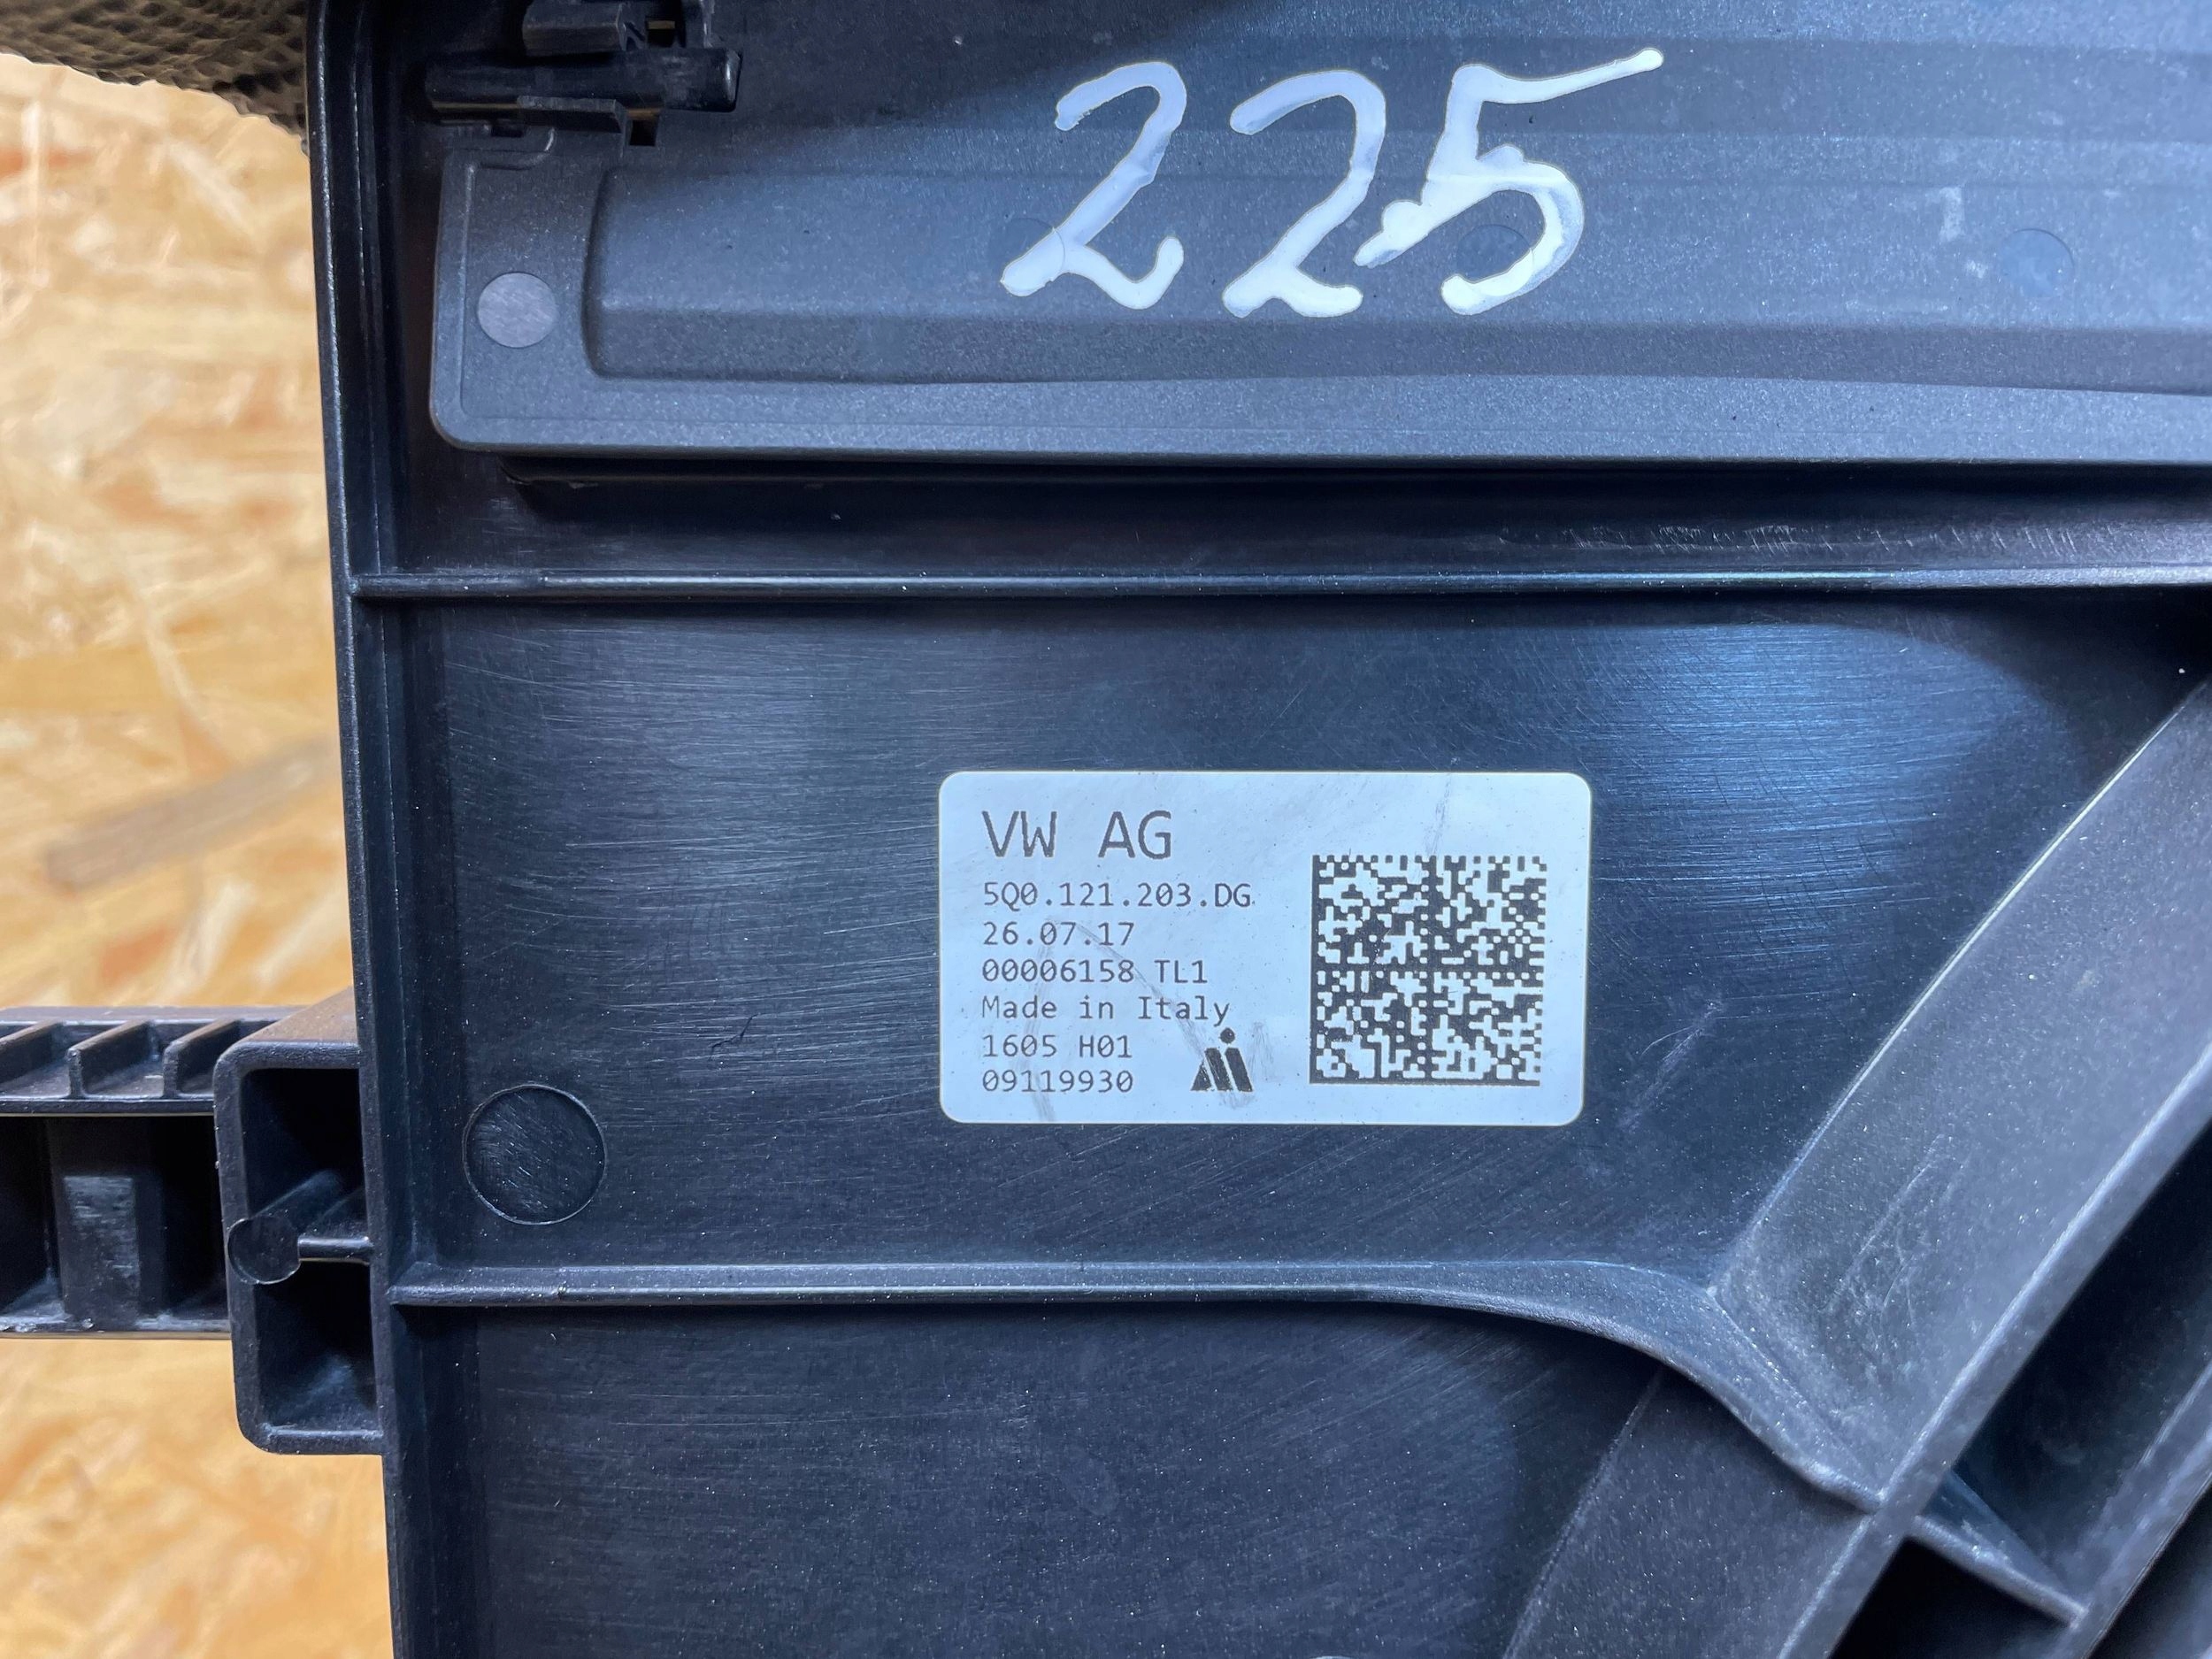 225
VW AG
5Q0.121.203.DG
26.07.17
00006158 TL1
Made in Italy
1605 H01
09119930